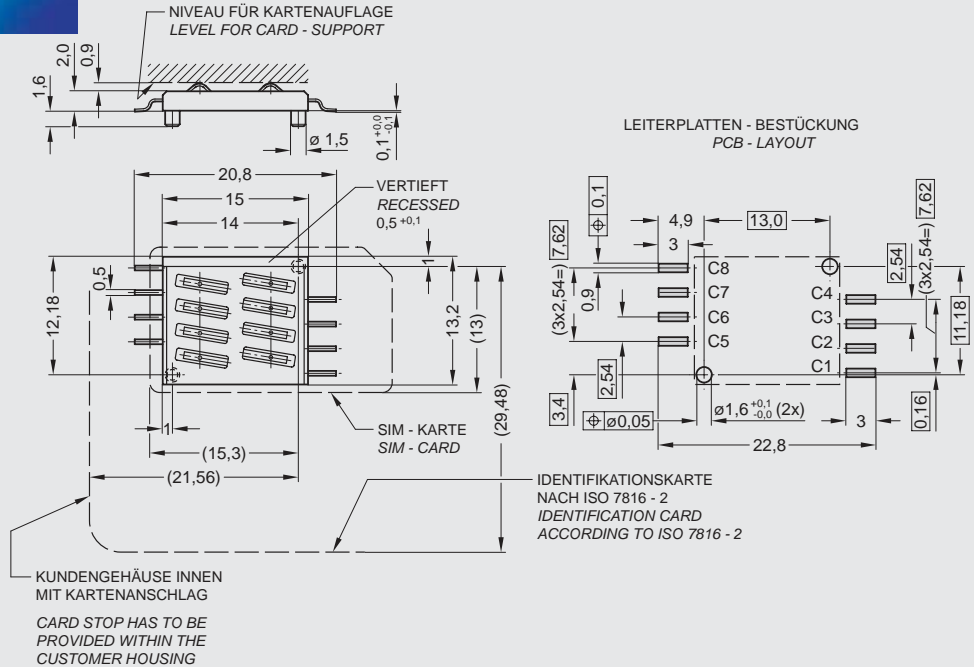 NIVEAU FÜR KARTENAUFLAGE
LEVEL FOR CARD - SUPPORT
2,0
0,9
1,6
ø 1,5
0,1 +0,0 -0,1
20,8
15
14
VERTIEFT
RECESSED
0,5 +0,1
1
0,5
12,18
13,2
(13)
(29,48)
1
(15,3)
(21,56)
SIM - KARTE
SIM - CARD
IDENTIFIKATIONSKARTE
NACH ISO 7816 - 2
IDENTIFICATION CARD
ACCORDING TO ISO 7816 - 2
KUNDENGEHÄUSE INNEN
MIT KARTENANSCHLAG
CARD STOP HAS TO BE
PROVIDED WITHIN THE
CUSTOMER HOUSING
LEITERPLATTEN - BESTÜCKUNG
PCB - LAYOUT
⌖ 0,1
4,9
13,0
3
(3x2,54=) 7,62
0,9
2,54
3,4
C8
C7
C6
C5
C4
C3
C2
C1
2,54
(3x2,54=) 7,62
11,18
0,16
⌖ ø0,05
ø1,6 +0,1 -0,0 (2x)
3
22,8